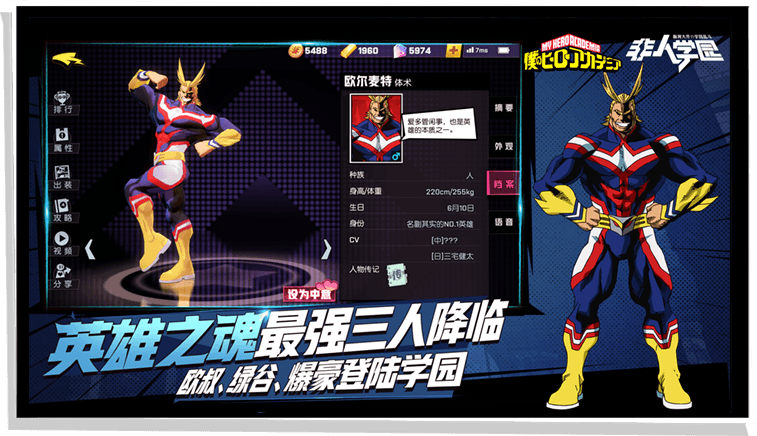 5488
1960
5974
7ms
MY HERO ACADEMIA
僕のヒーローアカデミア
非人学园
欧尔麦特 体术
爱多管闲事，也是英
雄的本质之一。
排行
属性
出装
攻略
视频
分享
摘要
外观
档案
语音
种族 人
身高/体重 220cm/255kg
生日 6月10日
身份 名副其实的NO.1英雄
CV [中]???
[日]三宅健太
人物传记
传
设为中意
英雄之魂最强三人降临
欧叔、绿谷、爆豪登陆学园